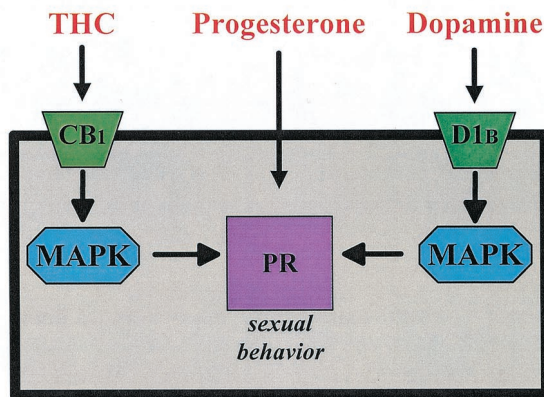 THC Progesterone Dopamine
CB1 D1B
MAPK PR MAPK
sexual
behavior